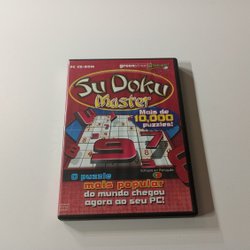 PC CD-ROM
Su Doku
Master
Mais de
10.000
puzzles!
9
O puzzle
mais popular
do mundo chegou
agora ao seu PC!